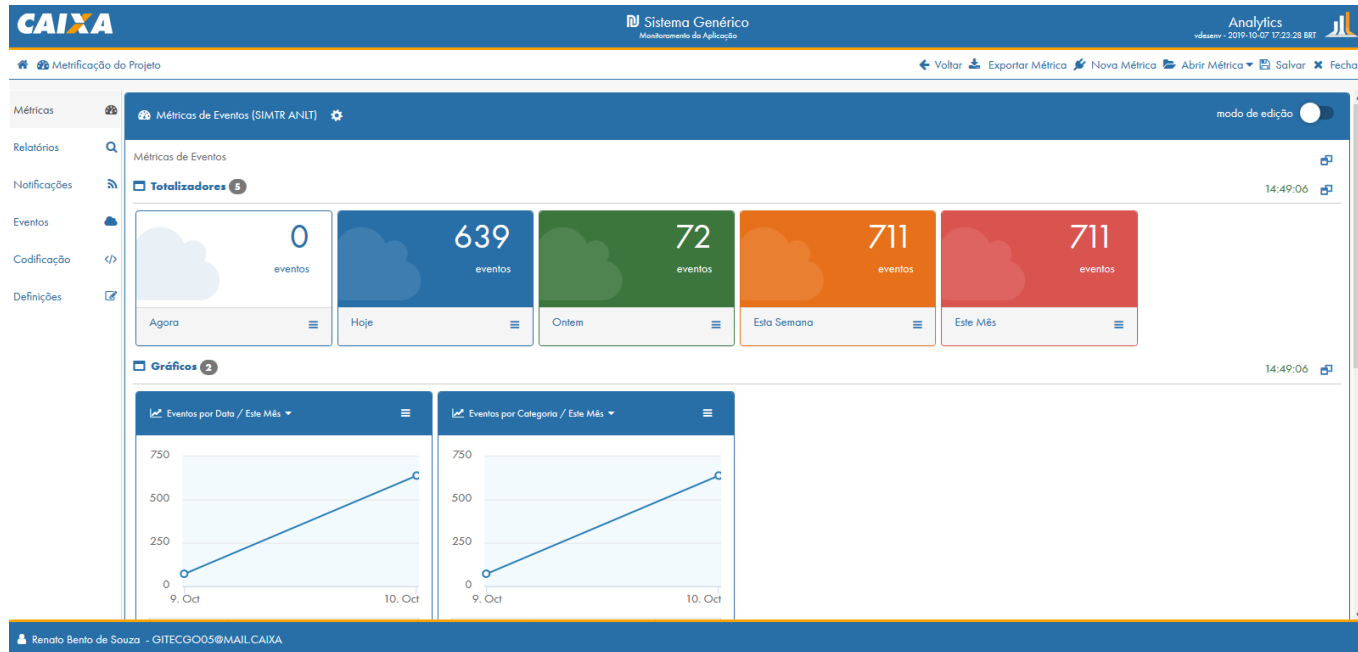 CAIXA
Sistema Genérico
Monitoramento da Aplicação
Analytics
vdesenv - 2019-10-07 17:23:28 BRT
Metrificação do Projeto
Voltar Exportar Métrica Nova Métrica Abrir Métrica Salvar Fecha
Métricas
Relatórios
Notificações
Eventos
Codificação
Definições
Métricas de Eventos (SIMTR ANLT)
modo de edição
Métricas de Eventos
Totalizadores 5
14:49:06
0
eventos
Agora
639
eventos
Hoje
72
eventos
Ontem
711
eventos
Esta Semana
711
eventos
Este Mês
Gráficos 2
14:49:06
Eventos por Data / Este Mês
750
500
250
0
9. Oct
10. Oct
Eventos por Categoria / Este Mês
750
500
250
0
9. Oct
10. Oct
Renato Bento de Souza - GITECGO05@MAIL.CAIXA